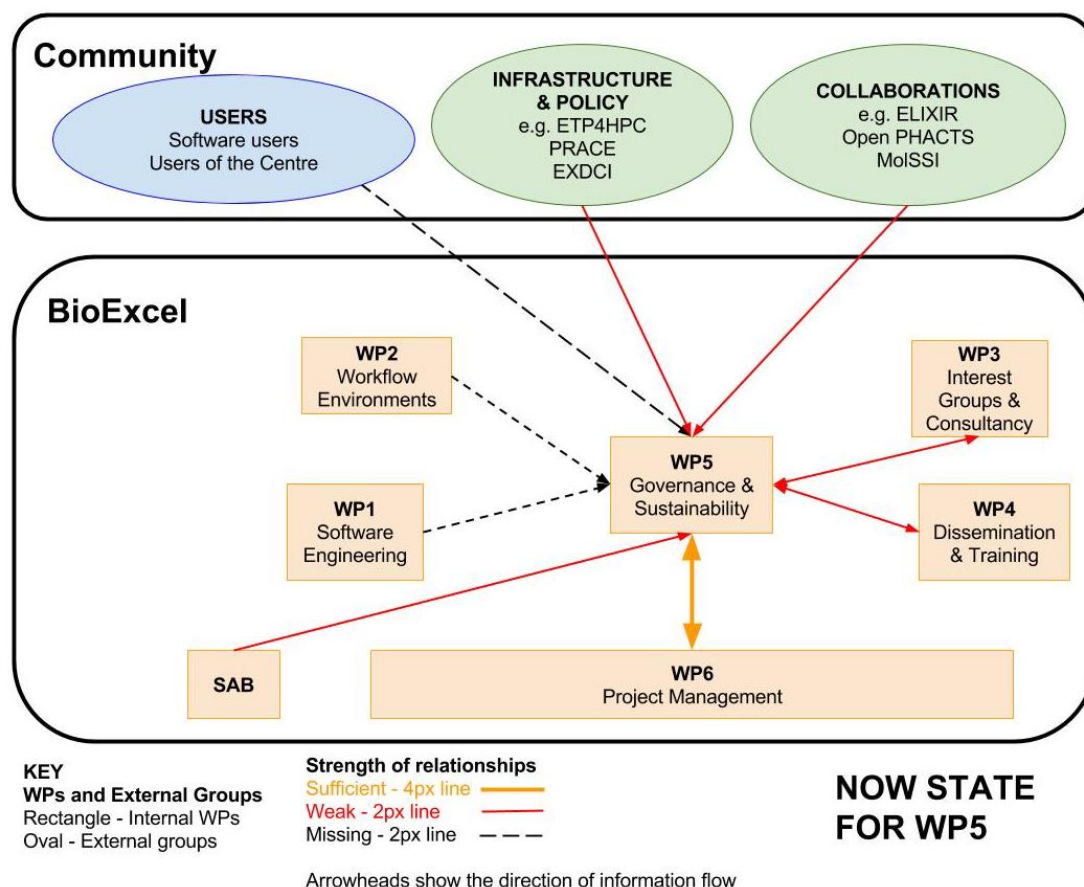 Community
USERS
Software users
Users of the Centre
INFRASTRUCTURE
& POLICY
e.g. ETP4HPC
PRACE
EXDCI
COLLABORATIONS
e.g. ELIXIR
Open PHACTS
MolSSI
BioExcel
WP2
Workflow
Environments
WP3
Interest
Groups &
Consultancy
WP5
Governance &
Sustainability
WP1
Software
Engineering
WP4
Dissemination
& Training
SAB
WP6
Project Management
KEY
WPs and External Groups
Rectangle - Internal WPs
Oval - External groups
Strength of relationships
Sufficient - 4px line
Weak - 2px line
Missing - 2px line
Arrowheads show the direction of information flow
NOW STATE
FOR WP5